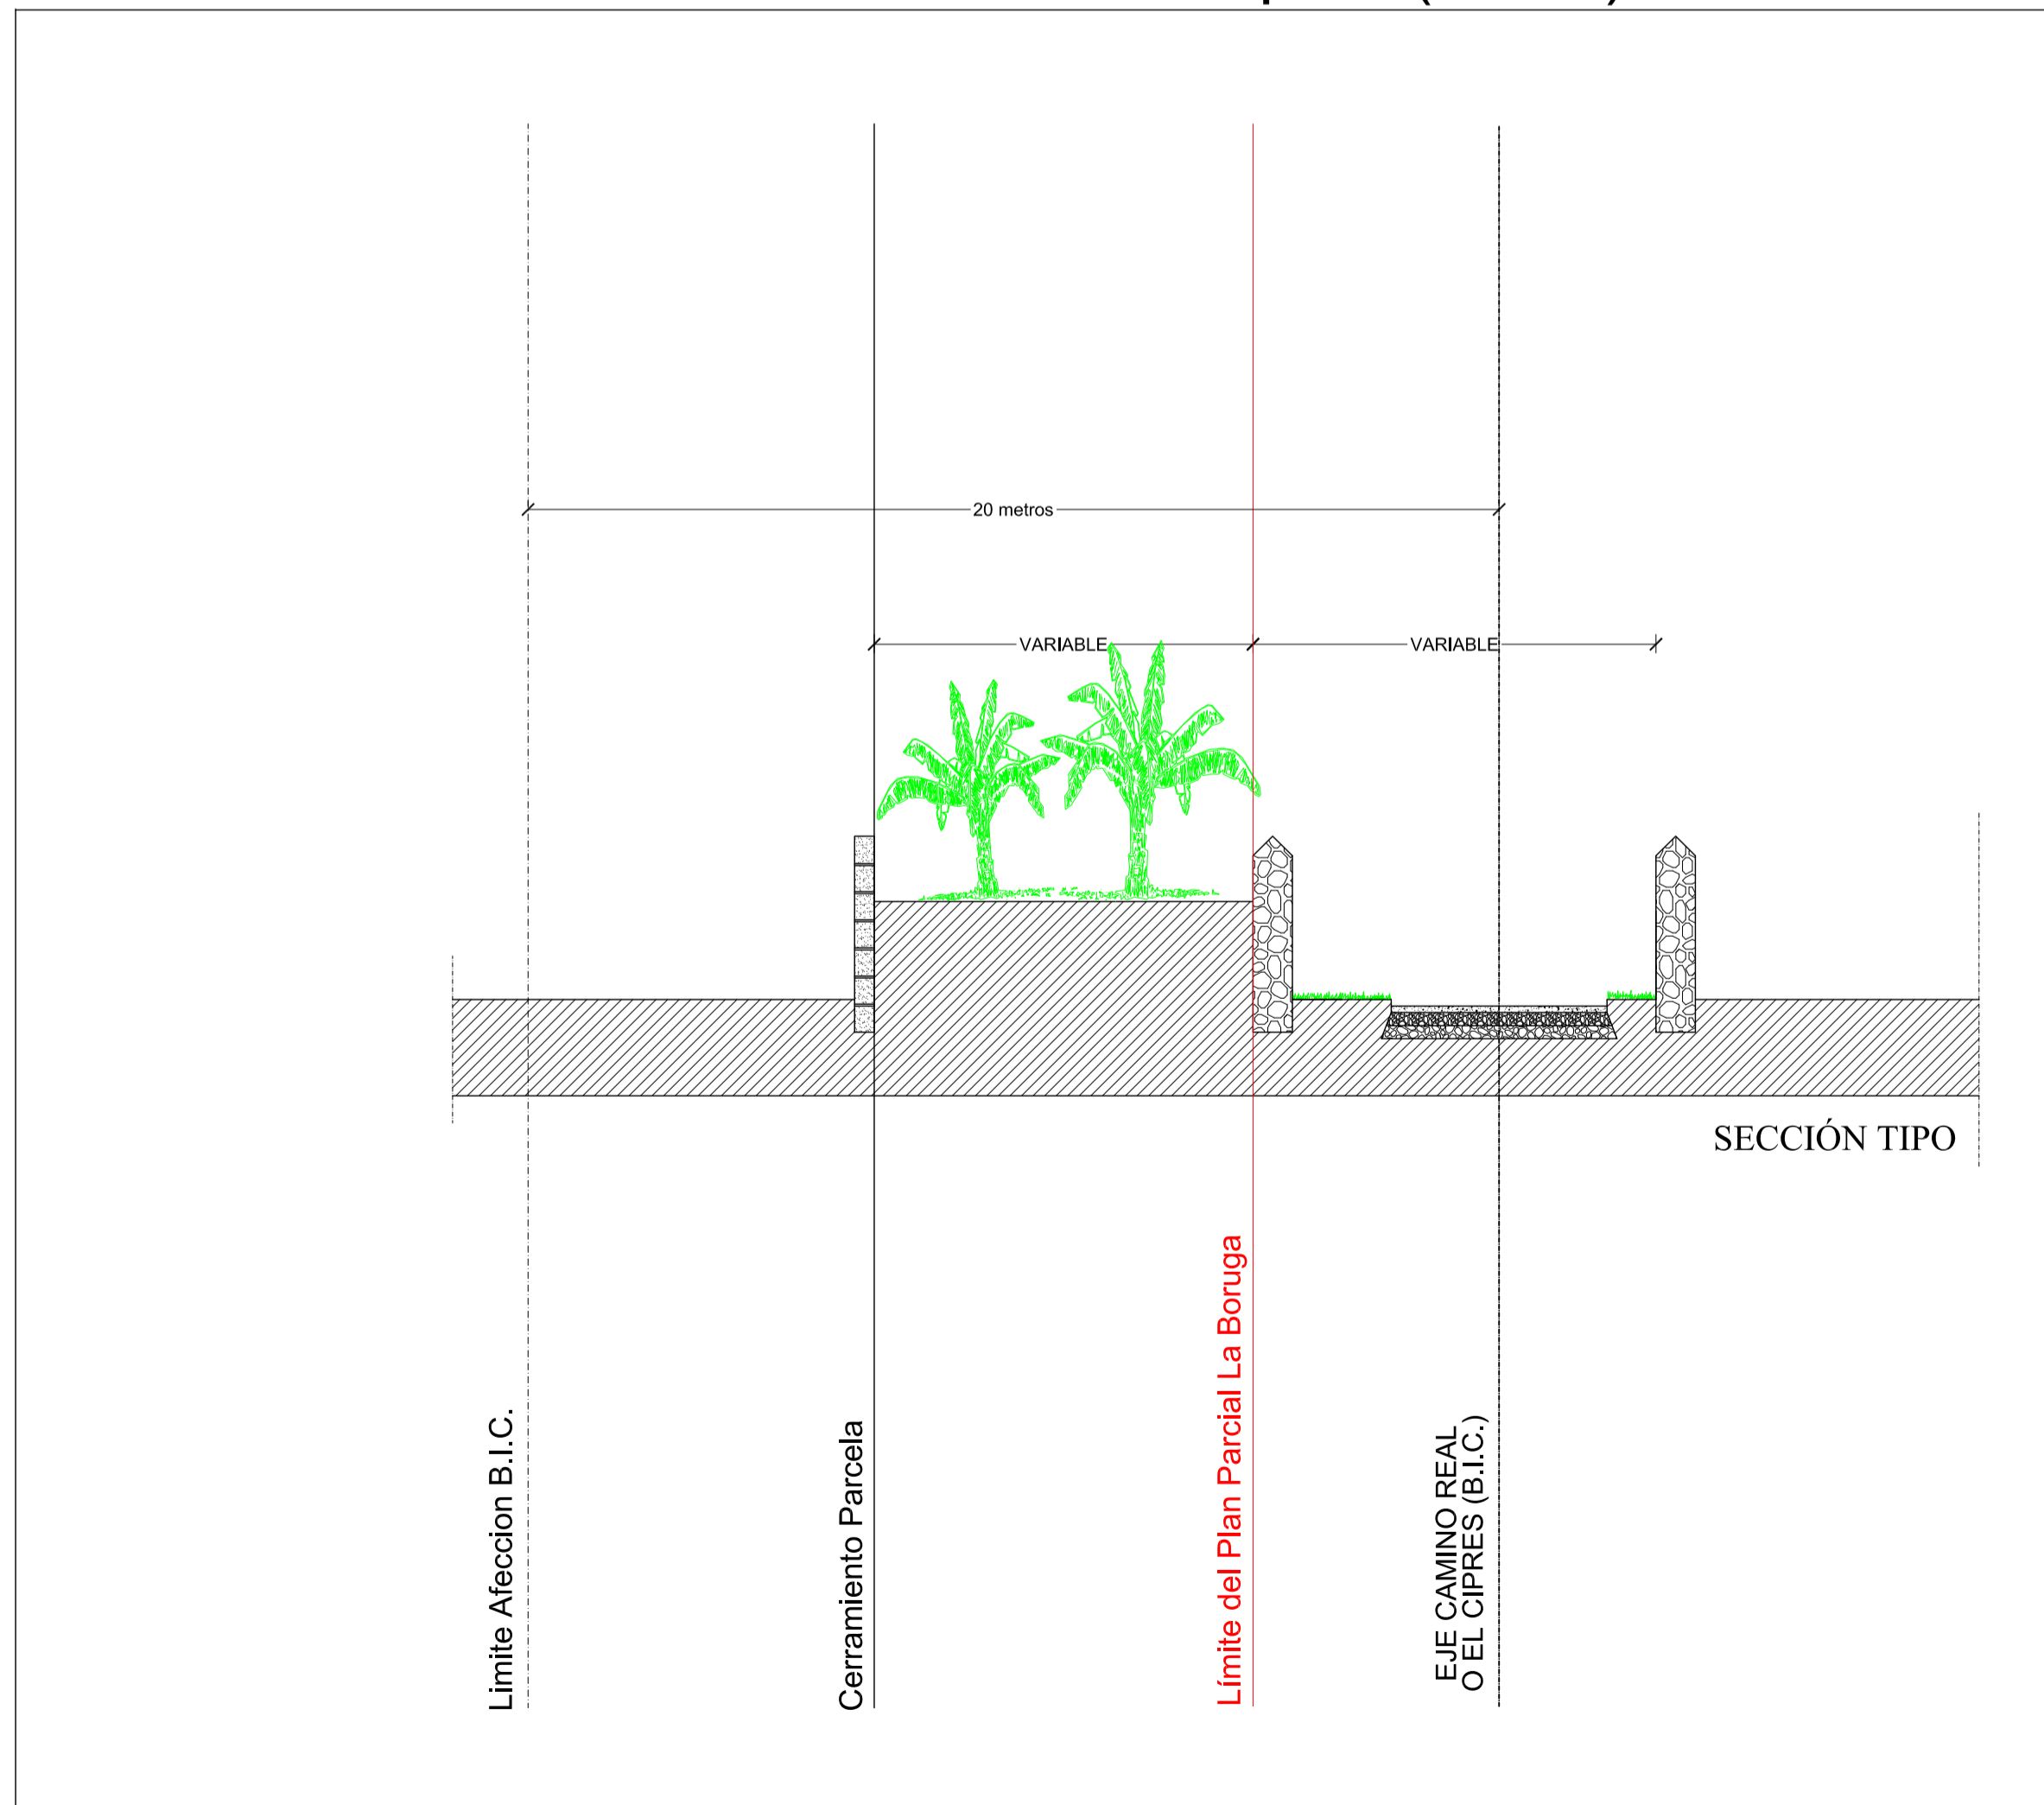 20 metros
VARIABLE
VARIABLE
SECCIÓN TIPO
Limite Afeccion B.I.C.
Cerramiento Parcela
Límite del Plan Parcial La Boruga
EJE CAMINO REAL
O EL CIPRES (B.I.C.)